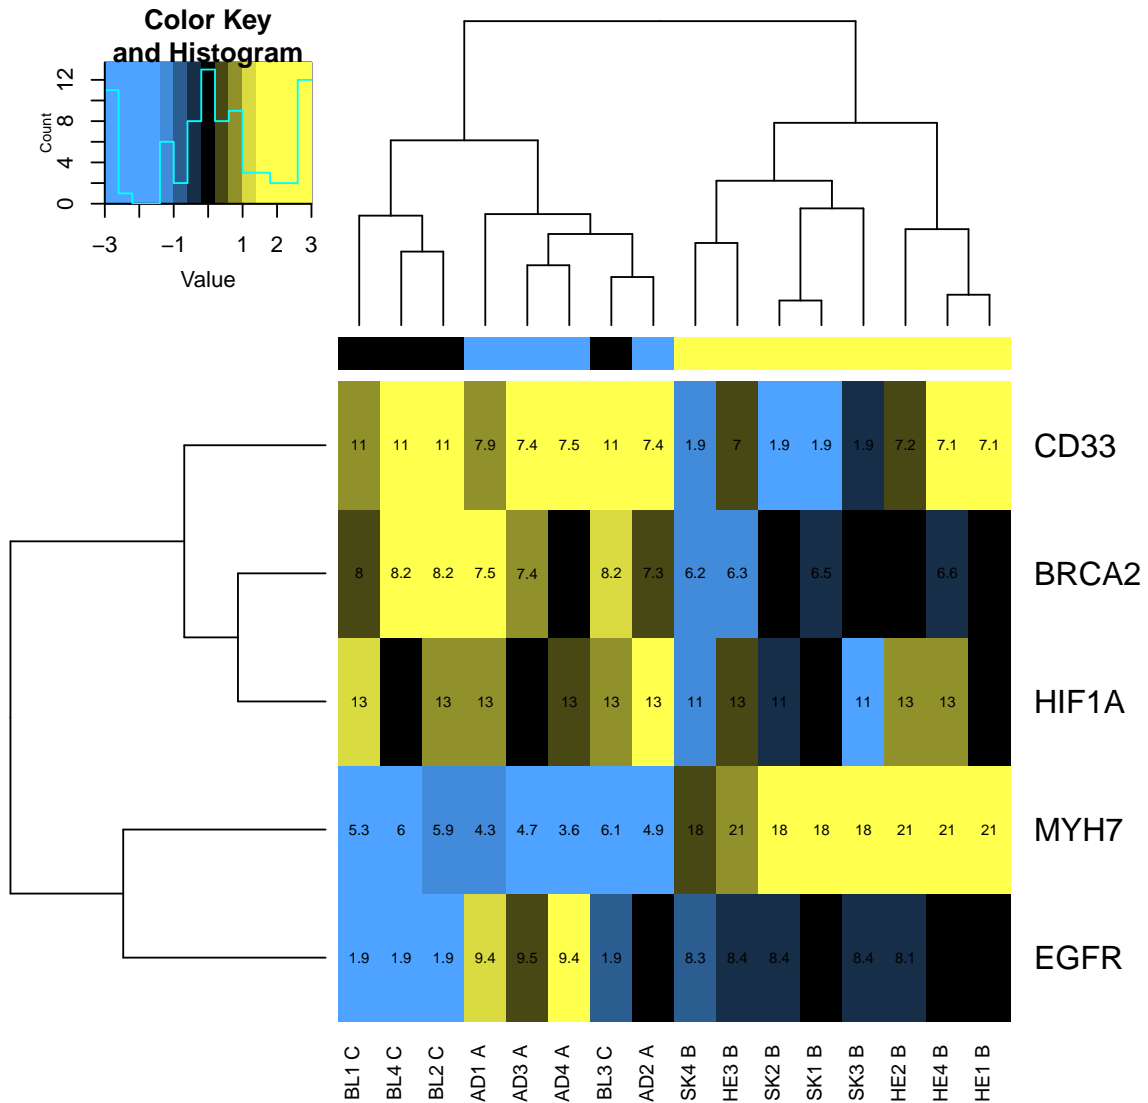 Color Key
and Histogram
Count
0 4 8 12
−3 −1 1 2 3
Value
11 11 11 7.9 7.4 7.5 11 7.4 1.9 7 1.9 1.9 1.9 7.2 7.1 7.1 CD33
8 8.2 8.2 7.5 7.4 8.2 7.3 6.2 6.3 6.5 6.6 BRCA2
13 13 13 13 13 13 11 13 11 11 13 13 HIF1A
5.3 6 5.9 4.3 4.7 3.6 6.1 4.9 18 21 18 18 18 21 21 21 MYH7
1.9 1.9 1.9 9.4 9.5 9.4 1.9 8.3 8.4 8.4 8.4 8.1 EGFR
BL1 C
BL4 C
BL2 C
AD1 A
AD3 A
AD4 A
BL3 C
AD2 A
SK4 B
HE3 B
SK2 B
SK1 B
SK3 B
HE2 B
HE4 B
HE1 B